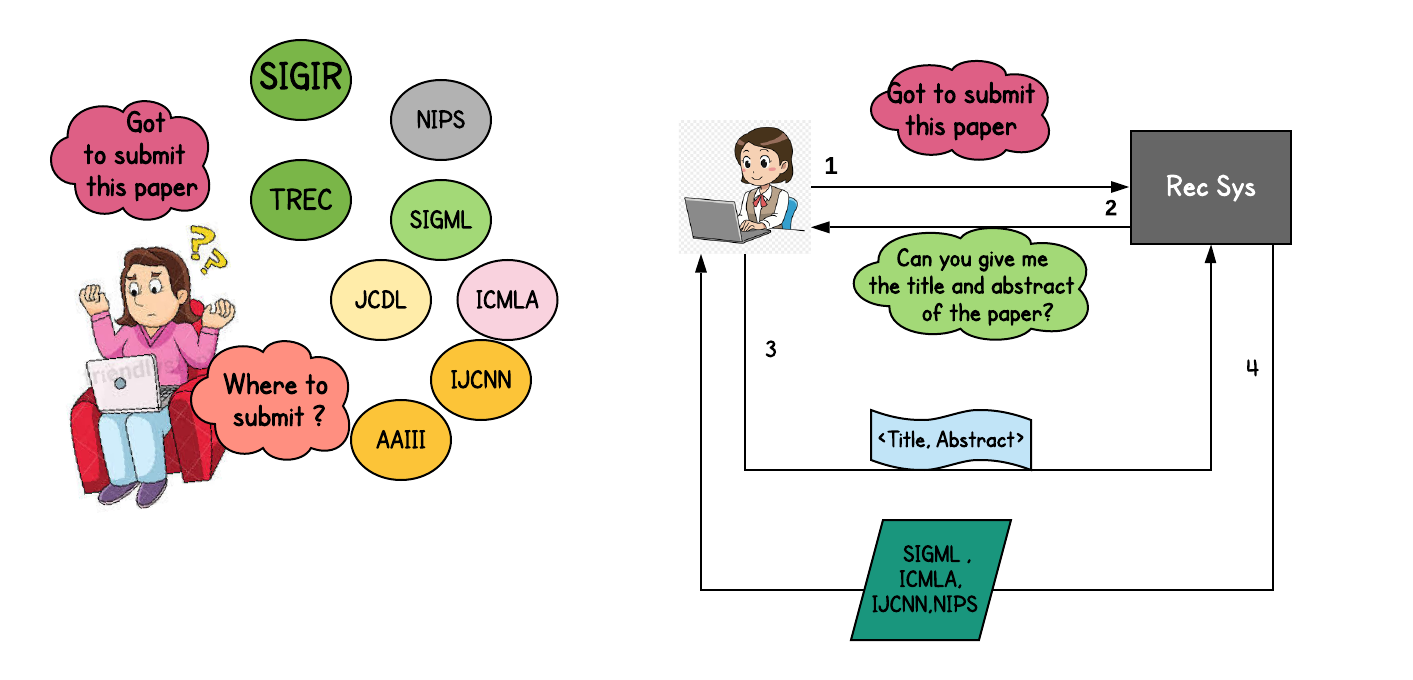 SIGIR
NIPS
Got
to submit
this paper
TREC
SIGML
JCDL
ICMLA
IJCNN
Where to
submit ?
AAIII
Got to submit
this paper
1
Rec Sys
2
Can you give me
the title and abstract
of the paper?
3
4
<Title, Abstract>
SIGML ,
ICMLA,
IJCNN,NIPS